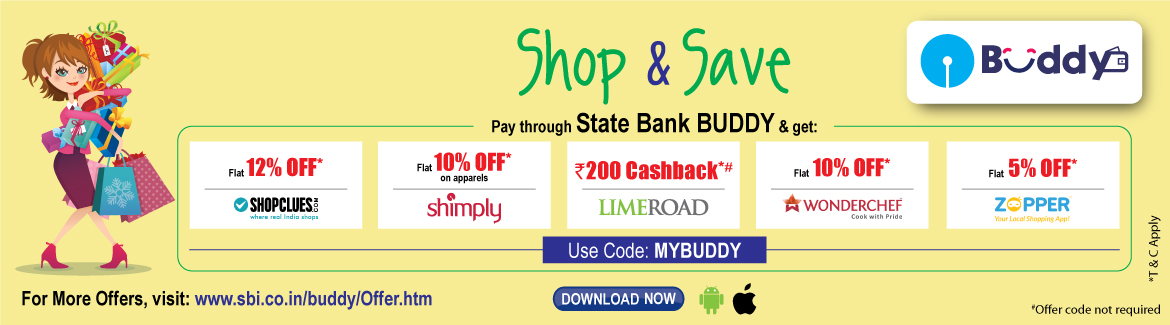 Shop & Save
Buddy
Pay through State Bank BUDDY & get:
Flat 12% OFF*
SHOPCLUES.COM
where real India shops
Flat 10% OFF*
on apparels
shimply
₹200 Cashback*#
LIMEROAD
Flat 10% OFF*
WONDERCHEF
Cook with Pride
Flat 5% OFF*
ZOPPER
Your Local Shopping App!
Use Code: MYBUDDY
*T & C Apply
For More Offers, visit: www.sbi.co.in/buddy/Offer.htm
DOWNLOAD NOW
#Offer code not required